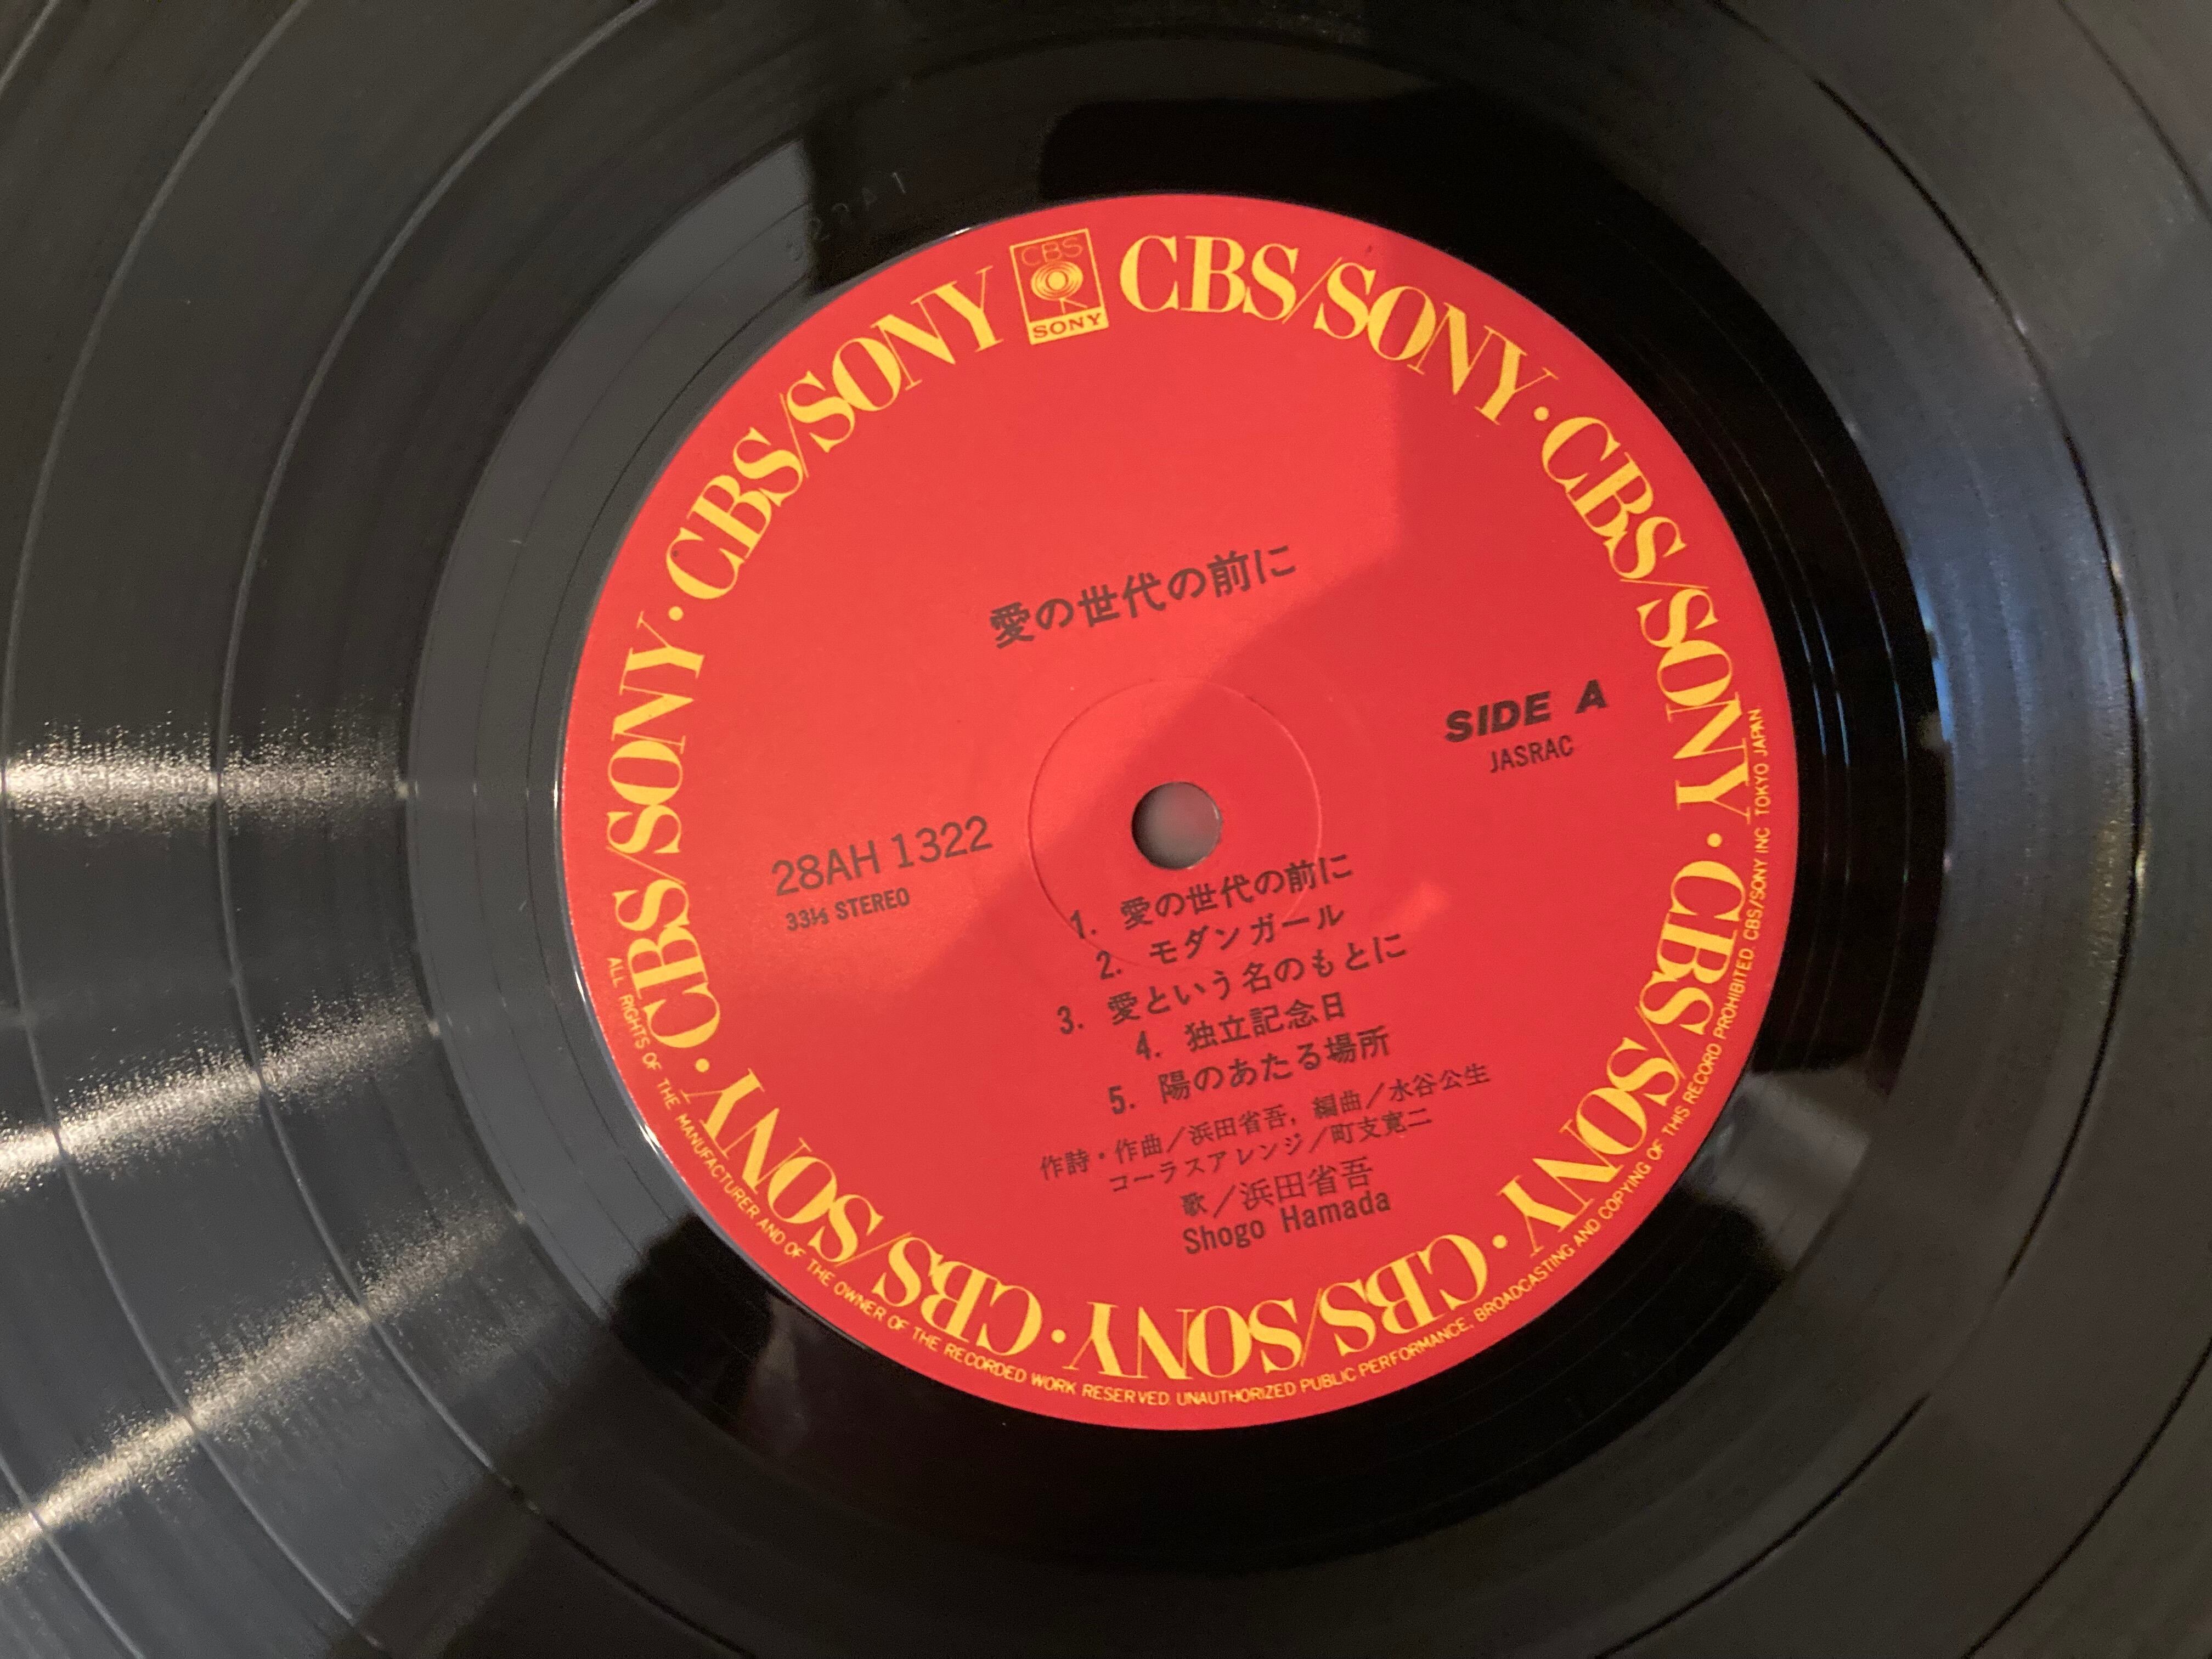 CBS
SONY
CBS/SONY · CBS/SONY · CBS/SONY · CBS/SONY · CBS/SONY · CBS/SONY · CBS/SONY · CBS/SONY
愛の世代の前に
SIDE A
JASRAC
28AH 1322
33⅓ STEREO
1. 愛の世代の前に
2. モダンガール
3. 愛という名のもとに
4. 独立記念日
5. 陽のあたる場所
作詩・作曲／浜田省吾, 編曲／水谷公生
コーラスアレンジ／町支寛二
歌／浜田省吾
Shogo Hamada
ALL RIGHTS OF THE MANUFACTURER AND OF THE OWNER OF THE RECORDED WORK RESERVED. UNAUTHORIZED PUBLIC PERFORMANCE, BROADCASTING AND COPYING OF THIS RECORD PROHIBITED. CBS/SONY INC TOKYO JAPAN